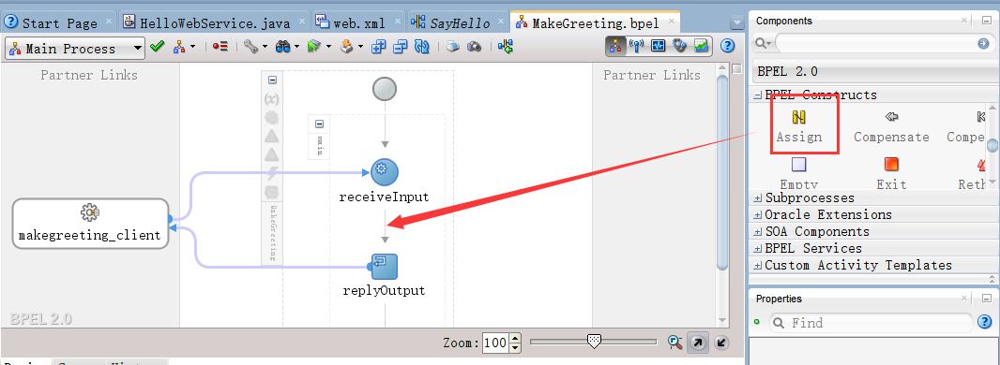 Start Page HelloWebService.java web.xml SayHello MakeGreeting.bpel
Main Process
Partner Links
Partner Links
main
receiveInput
MakeGreeting
makegreeting_client
replyOutput
BPEL 2.0
Zoom: 100
Components
BPEL 2.0
BPEL Constructs
Assign Compensate Compe
Empty Exit Reth
Subprocesses
Oracle Extensions
SOA Components
BPEL Services
Custom Activity Templates
Properties
Find